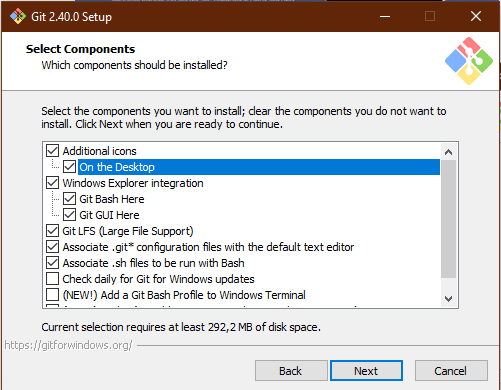 Git 2.40.0 Setup
Select Components
Which components should be installed?
Select the components you want to install; clear the components you do not want to
install. Click Next when you are ready to continue.
Additional icons
On the Desktop
Windows Explorer integration
Git Bash Here
Git GUI Here
Git LFS (Large File Support)
Associate .git* configuration files with the default text editor
Associate .sh files to be run with Bash
Check daily for Git for Windows updates
(NEW!) Add a Git Bash Profile to Windows Terminal
Current selection requires at least 292,2 MB of disk space.
https://gitforwindows.org/
Back
Next
Cancel